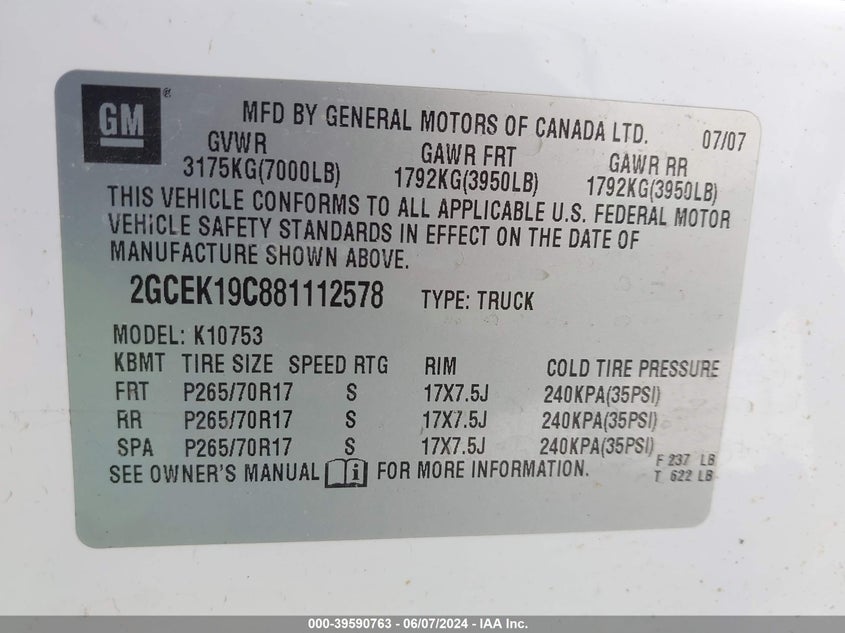 GM®
MFD BY GENERAL MOTORS OF CANADA LTD. 07/07
GVWR GAWR FRT GAWR RR
3175KG(7000LB) 1792KG(3950LB) 1792KG(3950LB)
THIS VEHICLE CONFORMS TO ALL APPLICABLE U.S. FEDERAL MOTOR
VEHICLE SAFETY STANDARDS IN EFFECT ON THE DATE OF
MANUFACTURE SHOWN ABOVE.
2GCEK19C881112578 TYPE: TRUCK
MODEL: K10753
KBMT TIRE SIZE SPEED RTG RIM COLD TIRE PRESSURE
FRT P265/70R17 S 17X7.5J 240KPA(35PSI)
RR P265/70R17 S 17X7.5J 240KPA(35PSI)
SPA P265/70R17 S 17X7.5J 240KPA(35PSI)
SEE OWNER'S MANUAL i FOR MORE INFORMATION.
F 237 LB
T 622 LB
000-39590763 - 06/07/2024 - IAA Inc.